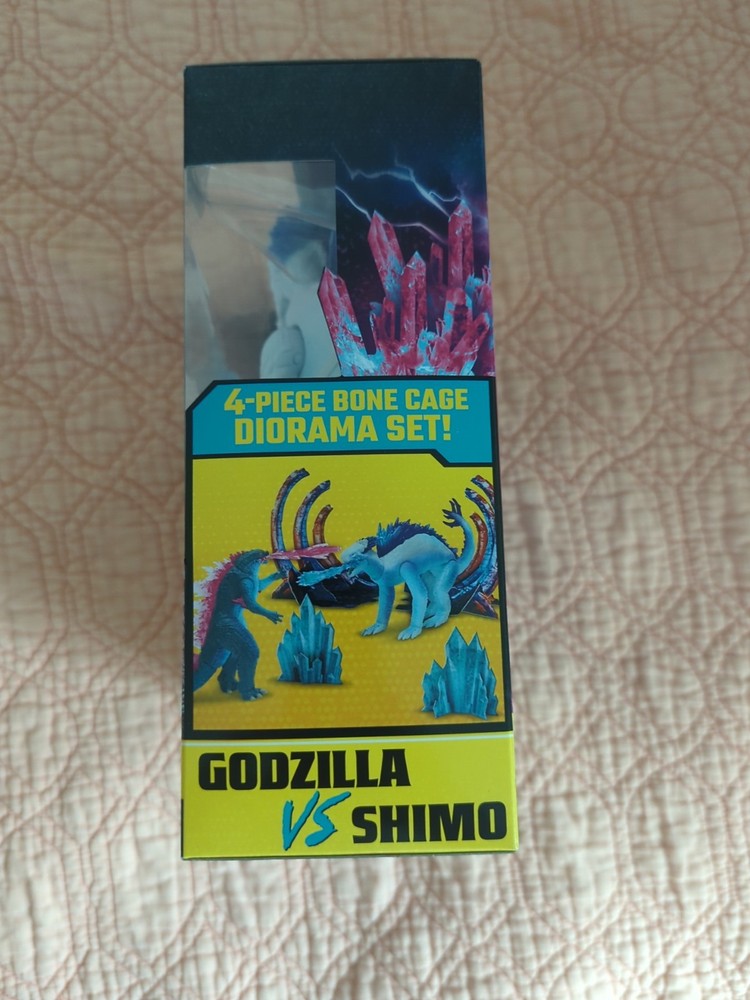 4-PIECE BONE CAGE
DIORAMA SET!
GODZILLA
VS SHIMO